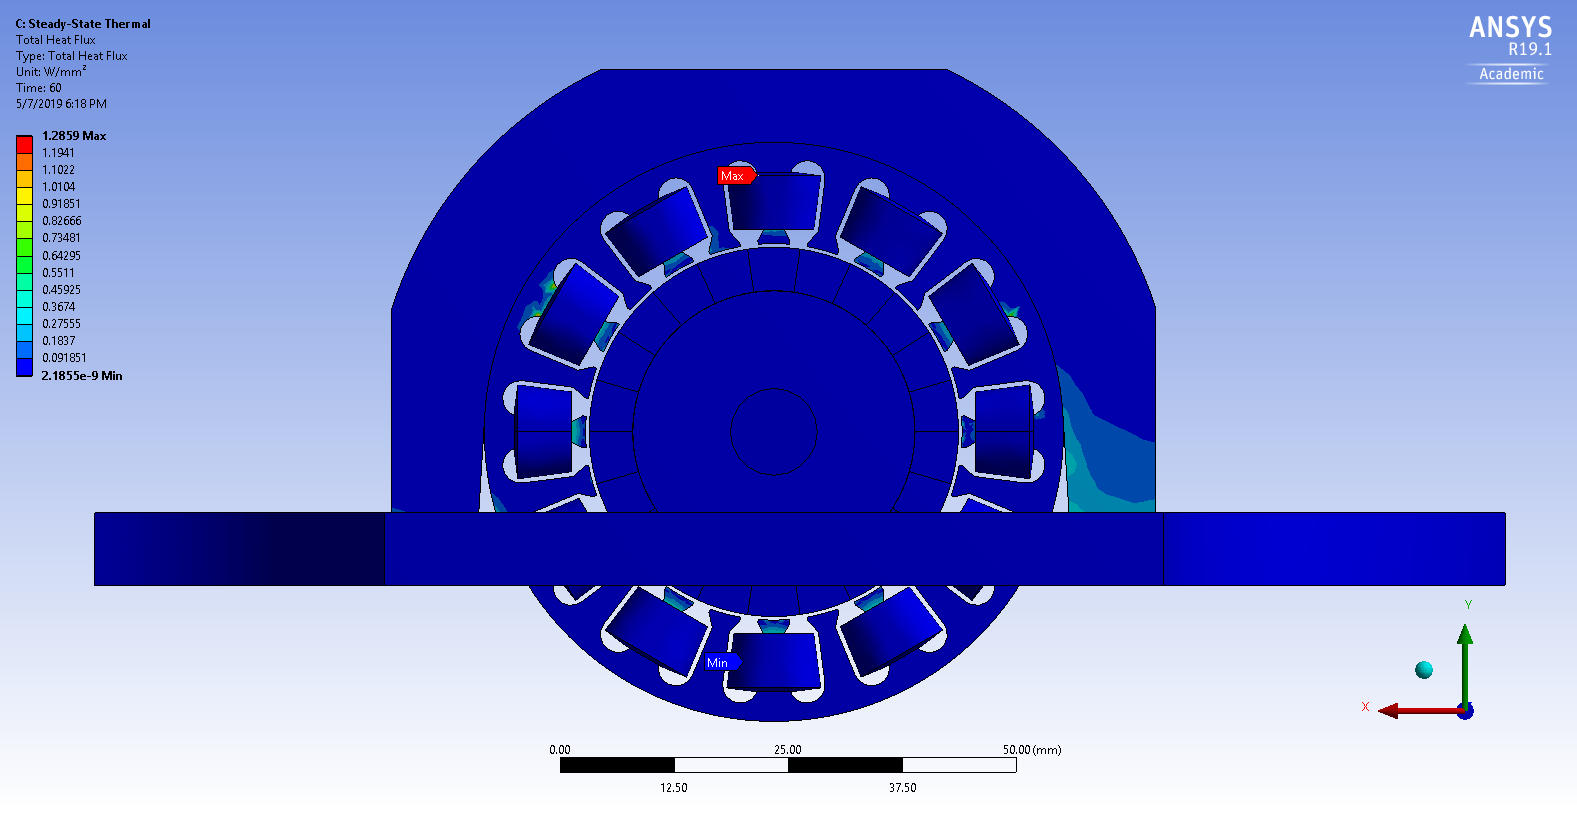 C: Steady-State Thermal
Total Heat Flux
Type: Total Heat Flux
Unit: W/mm²
Time: 60
5/7/2019 6:18 PM
1.2859 Max
1.1941
1.1022
1.0104
0.91851
0.82666
0.73481
0.64295
0.5511
0.45925
0.3674
0.27555
0.1837
0.091851
2.1855e-9 Min
ANSYS
R19.1
Academic
Max
Min
Y
X
0.00 25.00 50.00 (mm)
12.50 37.50